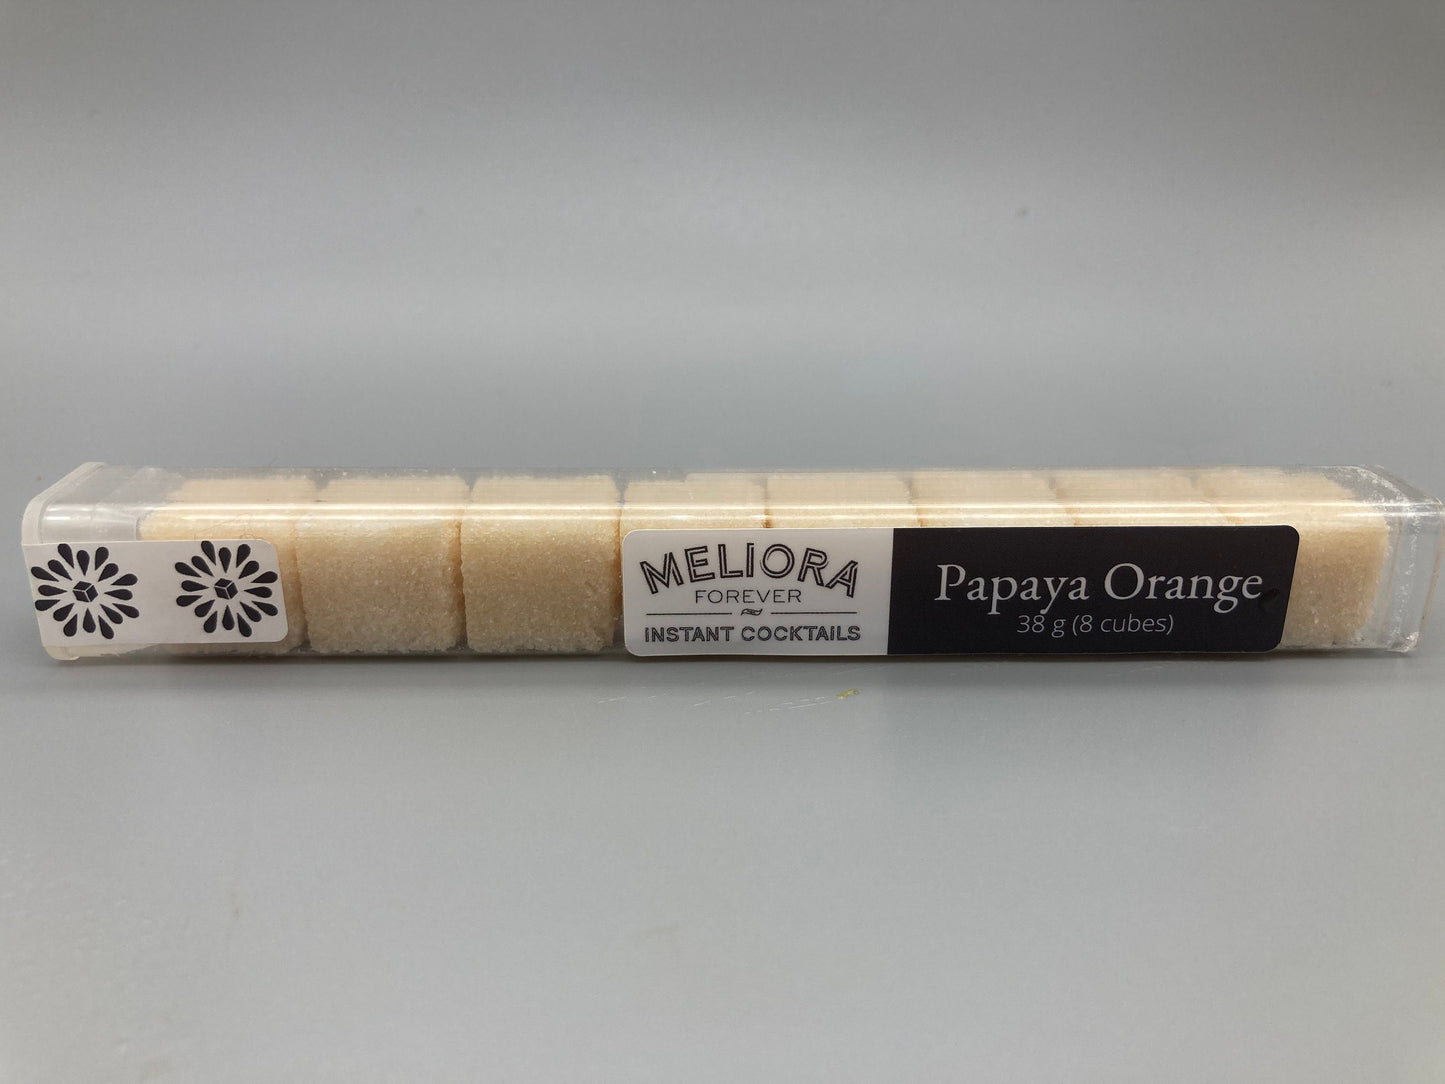 MELIORA
FOREVER
INSTANT COCKTAILS
Papaya Orange
38 g (8 cubes)